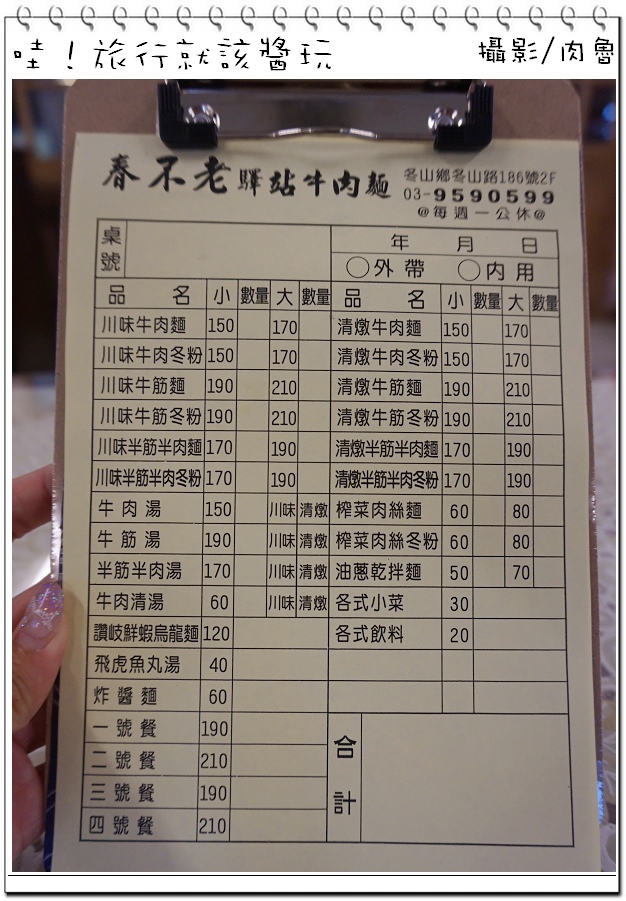 哇！旅行就該醬玩
攝影/肉魯
春不老驛站牛肉麵
冬山鄉冬山路186號2F
03-9590599
@每週一公休@
桌號
年 月 日
○外帶 ○內用
品名 小 數量 大 數量 品名 小 數量 大 數量
川味牛肉麵 150 170 清燉牛肉麵 150 170
川味牛肉冬粉 150 170 清燉牛肉冬粉 150 170
川味牛筋麵 190 210 清燉牛筋麵 190 210
川味牛筋冬粉 190 210 清燉牛筋冬粉 190 210
川味半筋半肉麵 170 190 清燉半筋半肉麵 170 190
川味半筋半肉冬粉 170 190 清燉半筋半肉冬粉 170 190
牛肉湯 150 川味 清燉 榨菜肉絲麵 60 80
牛筋湯 190 川味 清燉 榨菜肉絲冬粉 60 80
半筋半肉湯 170 川味 清燉 油蔥乾拌麵 50 70
牛肉清湯 60 川味 清燉 各式小菜 30
讚岐鮮蝦烏龍麵 120 各式飲料 20
飛虎魚丸湯 40
炸醬麵 60
一號餐 190
二號餐 210
三號餐 190
四號餐 210
合計